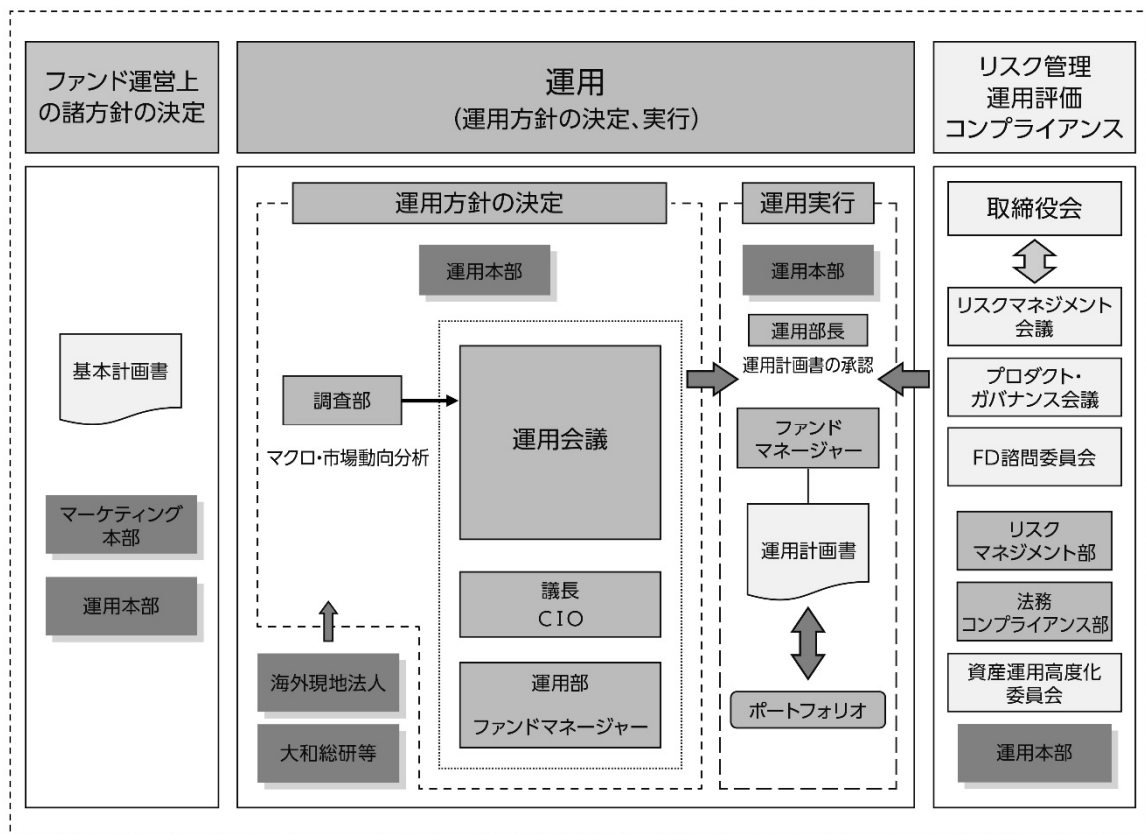 ファンド運営上
の諸方針の決定
運用
(運用方針の決定、実行)
リスク管理
運用評価
コンプライアンス
基本計画書
マーケティング
本部
運用本部
運用方針の決定
運用本部
調査部
マクロ・市場動向分析
運用会議
議長
CIO
運用部
ファンドマネージャー
海外現地法人
大和総研等
運用実行
運用本部
運用部長
運用計画書の承認
ファンド
マネージャー
運用計画書
ポートフォリオ
取締役会
リスクマネジメント
会議
プロダクト・
ガバナンス会議
FD諮問委員会
リスク
マネジメント部
法務
コンプライアンス部
資産運用高度化
委員会
運用本部